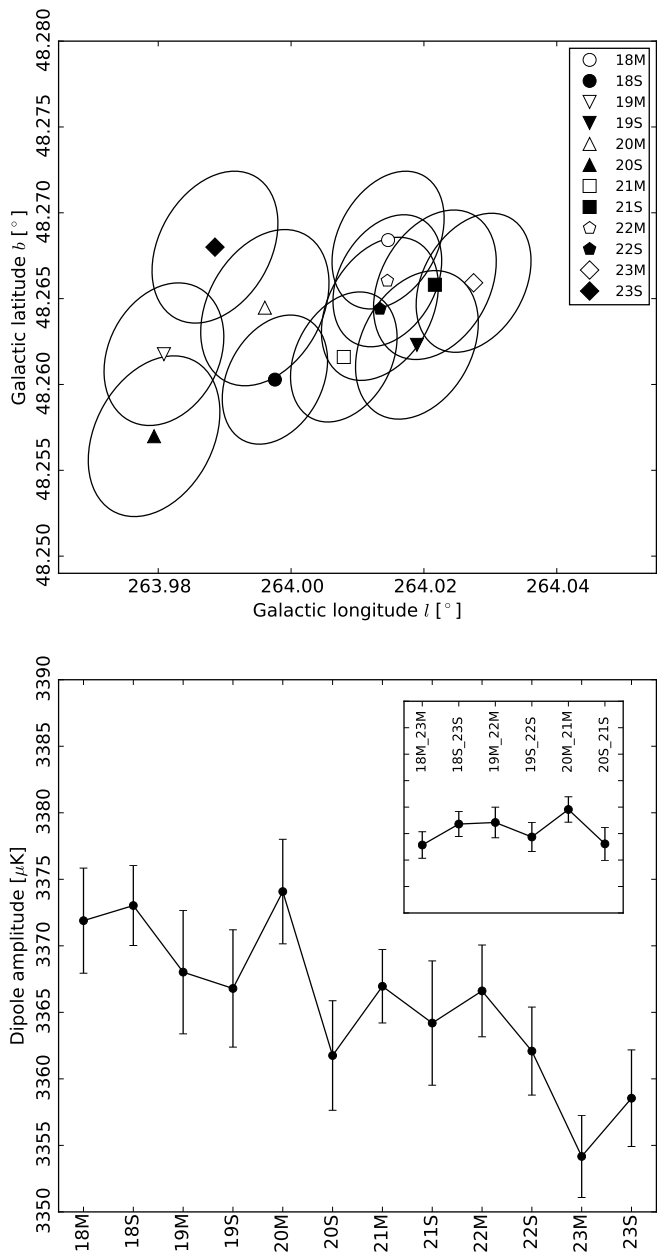 48.280
48.275
48.270
48.265
48.260
48.255
48.250
Galactic latitude b [°]
18M
18S
19M
19S
20M
20S
21M
21S
22M
22S
23M
23S
263.98 264.00 264.02 264.04
Galactic longitude l [°]
3390
3385
3380
3375
3370
3365
3360
3355
3350
Dipole amplitude [μK]
18M_23M
18S_23S
19M_22M
19S_22S
20M_21M
20S_21S
18M 18S 19M 19S 20M 20S 21M 21S 22M 22S 23M 23S